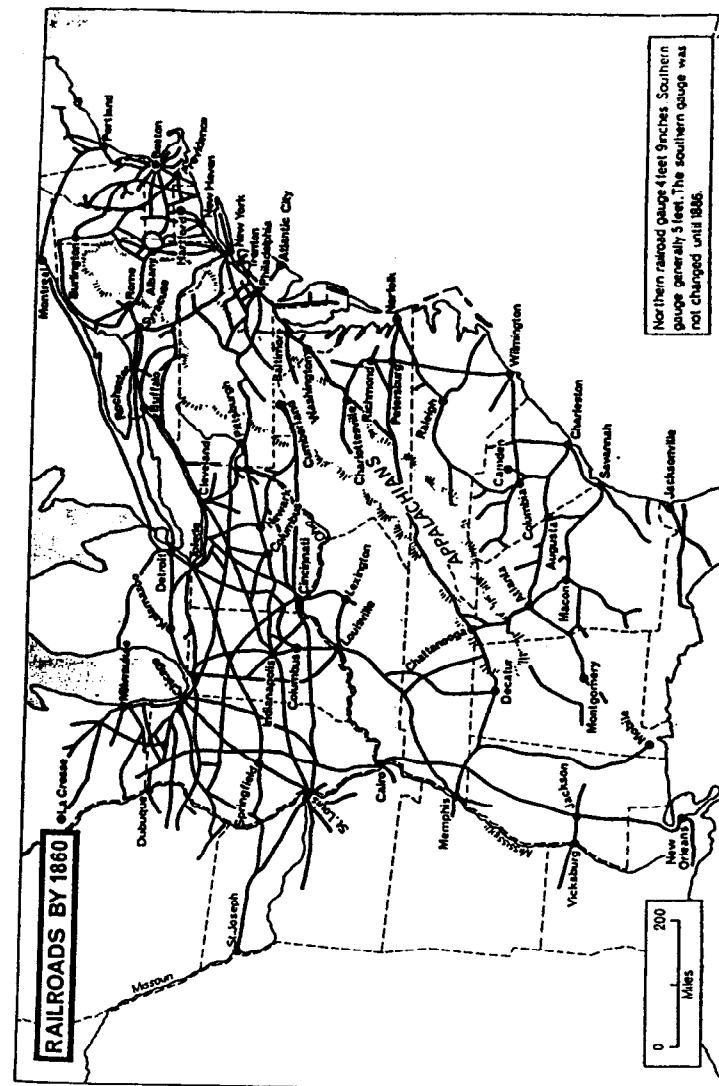 RAILROADS BY 1860
Northern railroad gauge 4 feet 9 inches. Southern
gauge generally 5 feet. The southern gauge was
not changed until 1886.
0 200
Miles
Missouri
St. Joseph
La Crosse
Dubuque
Milwaukee
Chicago
Springfield
St. Louis
Cairo
Kalamazoo
Detroit
Toledo
Cleveland
Indianapolis
Columbus
Cincinnati
Newark
Columbus
Pittsburgh
Louisville
Lexington
Cumberland
Montreal
Burlington
Portland
Boston
Rome
Albany
Rochester
Buffalo
Hartford
New Haven
New York
Trenton
Philadelphia
Atlantic City
Baltimore
Washington
Charlottesville
Richmond
Petersburg
Norfolk
Raleigh
Wilmington
APPALACHIANS
Camden
Columbia
Charleston
Savannah
Augusta
Atlanta
Macon
Chattanooga
Decatur
Montgomery
Jacksonville
Mobile
Memphis
Jackson
Vicksburg
New
Orleans